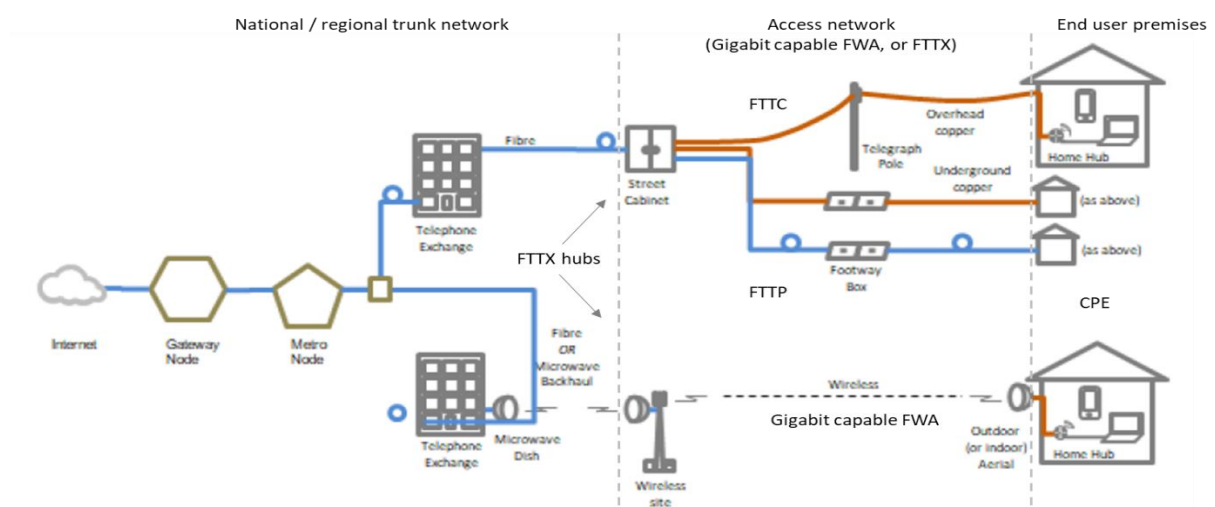 National / regional trunk network
Access network
(Gigabit capable FWA, or FTTX)
End user premises
FTTC
Overhead
copper
Fibre
Telegraph
Pole
Home Hub
Street
Cabinet
Underground
copper
(as above)
Telephone
Exchange
FTTX hubs
(as above)
Footway
Box
FTTP
CPE
Internet
Gateway
Node
Metro
Node
Fibre
OR
Microwave
Backhaul
Wireless
Gigabit capable FWA
Telephone
Exchange
Microwave
Dish
Outdoor
(or indoor)
Aerial
Home Hub
Wireless
site